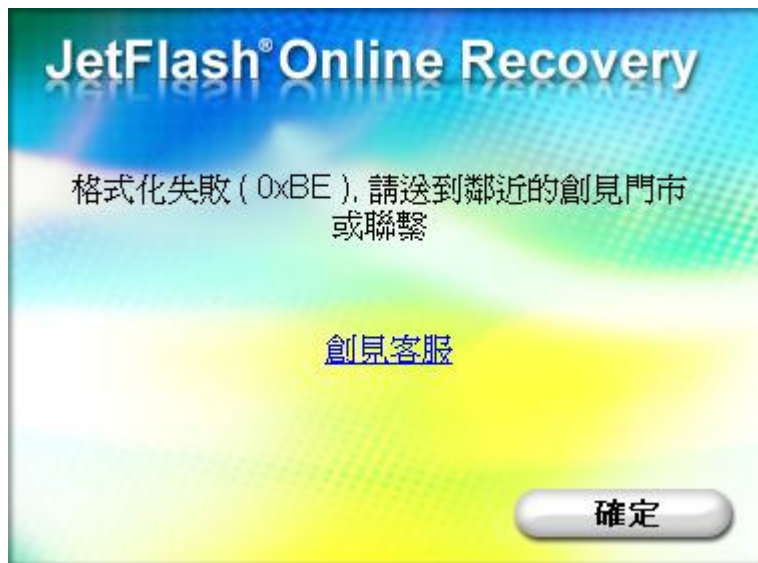 JetFlash® Online Recovery
格式化失敗 ( 0xBE ), 請送到鄰近的創見門市
或聯繫
創見客服
確定